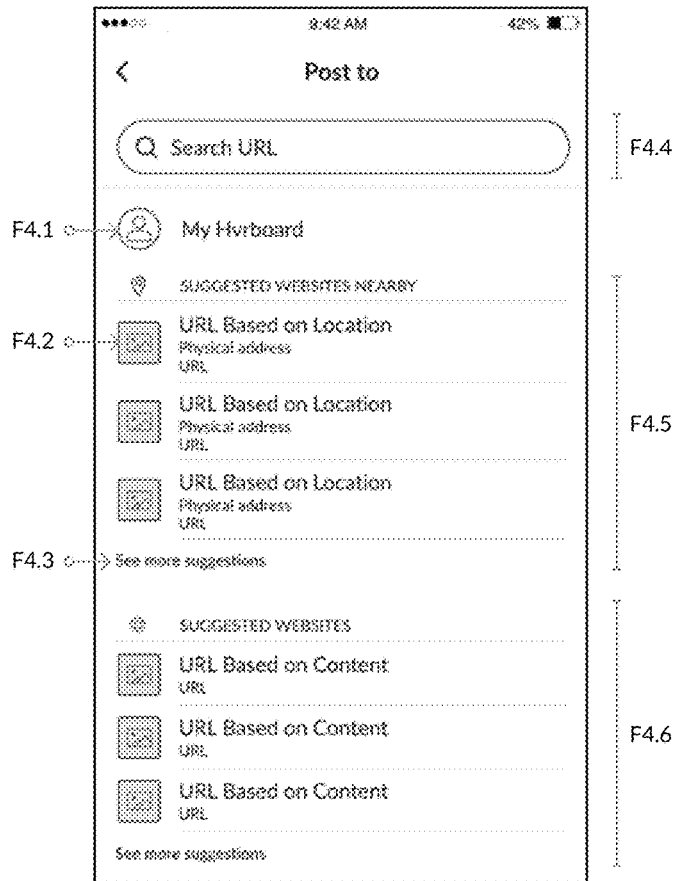 8:42 AM
42%
Post to
Search URL
F4.4
F4.1
My Hvrboard
SUGGESTED WEBSITES NEARBY
F4.2
URL Based on Location
Physical address
URL
URL Based on Location
Physical address
URL
F4.5
URL Based on Location
Physical address
URL
F4.3
See more suggestions
SUGGESTED WEBSITES
URL Based on Content
URL
URL Based on Content
URL
F4.6
URL Based on Content
URL
See more suggestions